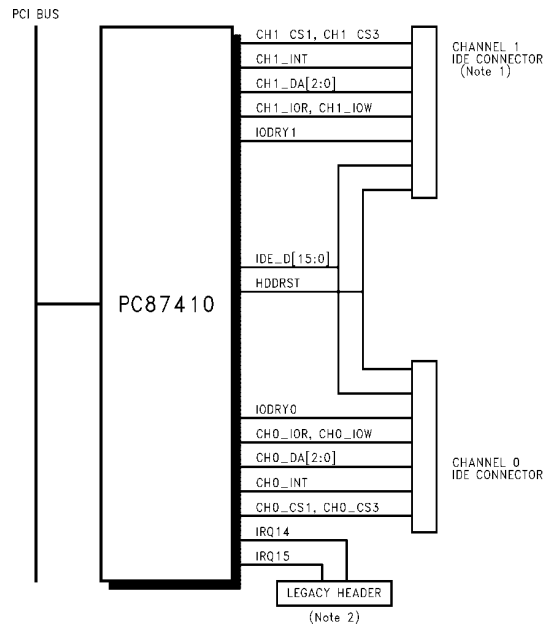 PCI BUS
CH1_CS1, CH1_CS3
CH1_INT
CH1_DA[2:0]
CH1_IOR, CH1_IOW
IODRY1
CHANNEL 1
IDE CONNECTOR
(Note 1)
IDE_D[15:0]
HDDRST
PC87410
IODRY0
CH0_IOR, CH0_IOW
CH0_DA[2:0]
CH0_INT
CH0_CS1, CH0_CS3
CHANNEL 0
IDE CONNECTOR
IRQ14
IRQ15
LEGACY HEADER
(Note 2)